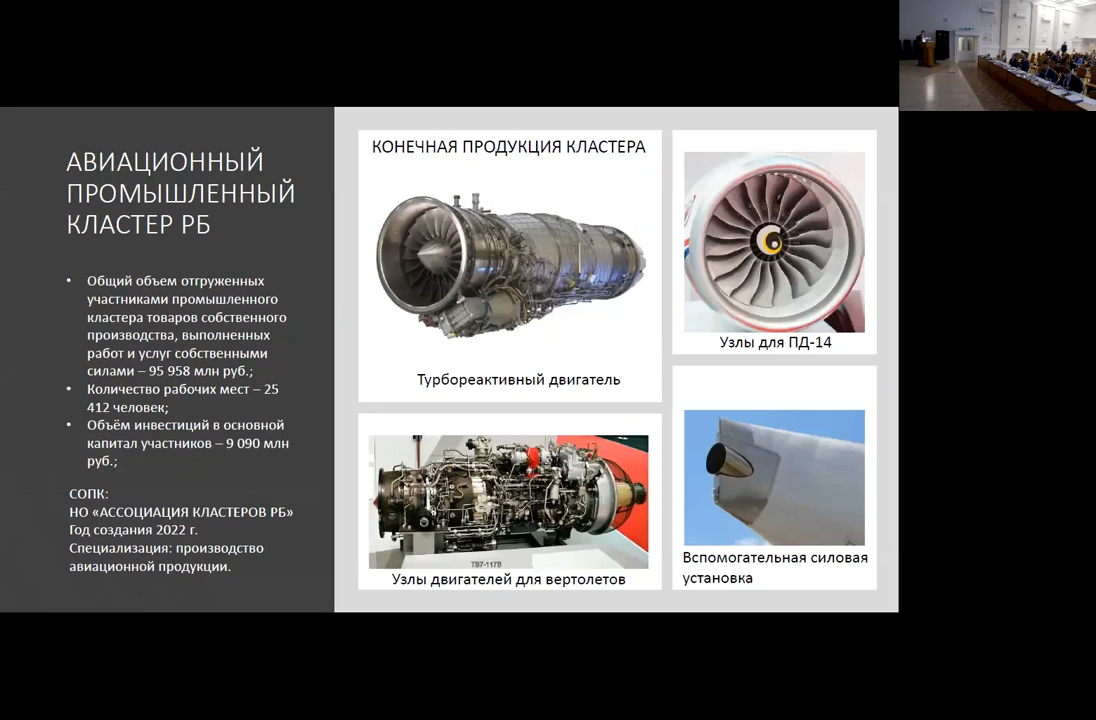 АВИАЦИОННЫЙ
ПРОМЫШЛЕННЫЙ
КЛАСТЕР РБ
• Общий объем отгруженных
участниками промышленного
кластера товаров собственного
производства, выполненных
работ и услуг собственными
силами – 95 958 млн руб.;
• Количество рабочих мест – 25
412 человек;
• Объём инвестиций в основной
капитал участников – 9 090 млн
руб.;
СОПК:
НО «АССОЦИАЦИЯ КЛАСТЕРОВ РБ»
Год создания 2022 г.
Специализация: производство
авиационной продукции.
КОНЕЧНАЯ ПРОДУКЦИЯ КЛАСТЕРА
Турбореактивный двигатель
Узлы для ПД-14
ТВ7-117В
Узлы двигателей для вертолетов
Вспомогательная силовая
установка